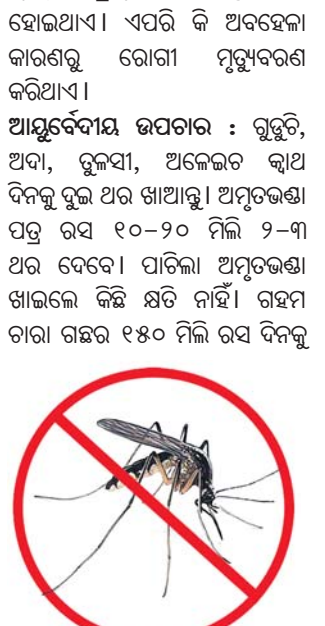 ହୋଇଥାଏ। ଏପରି କି ଅବହେଳା
କାରଣରୁ ରୋଗୀ ମୃତ୍ୟୁବରଣ
କରିଥାଏ।
ଆୟୁର୍ବେଦୀୟ ଉପଚାର : ଗୁଡୁଚି,
ଅଦା, ତୁଳସୀ, ଅଳେଇଚ କ୍ୱାଥ
ଦିନକୁ ଦୁଇ ଥର ଖାଆନ୍ତୁ। ଅମୃତଭଣ୍ଡା
ପତ୍ର ରସ ୧୦–୨୦ ମିଲି ୨–୩
ଥର ଦେବେ। ପାଚିଲା ଅମୃତଭଣ୍ଡା
ଖାଇଲେ କିଛି କ୍ଷତି ନାହିଁ। ଗହମ
ଚାରା ଗଛର ୧୫୦ ମିଲି ରସ ଦିନକୁ